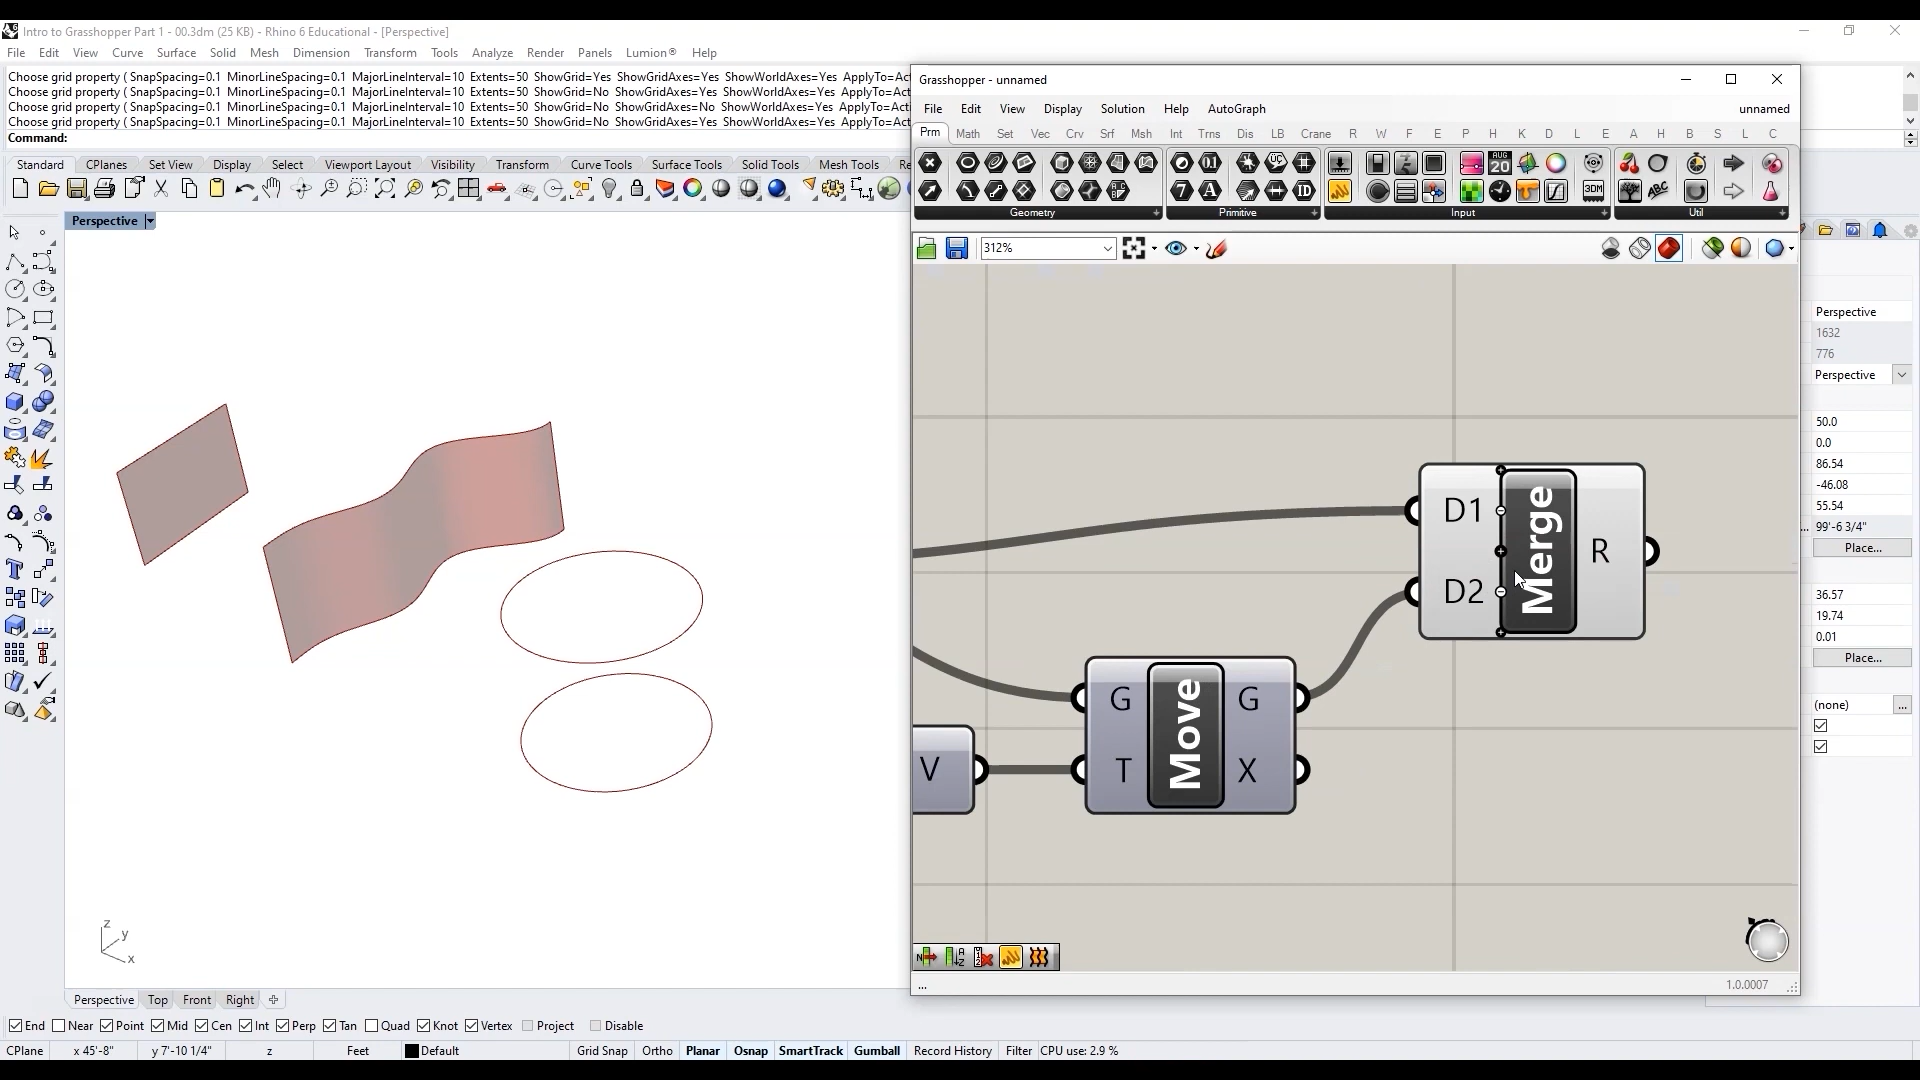 Intro to Grasshopper Part 1 - 00.3dm (25 KB) - Rhino 6 Educational - [Perspective]
File Edit View Curve Surface Solid Mesh Dimension Transform Tools Analyze Render Panels Lumion® Help
Choose grid property ( SnapSpacing=0.1 MinorLineSpacing=0.1 MajorLineInterval=10 Extents=50 ShowGrid=Yes ShowGridAxes=Yes ShowWorldAxes=Yes ApplyTo=Act
Choose grid property ( SnapSpacing=0.1 MinorLineSpacing=0.1 MajorLineInterval=10 Extents=50 ShowGrid=No ShowGridAxes=Yes ShowWorldAxes=Yes ApplyTo=Act
Choose grid property ( SnapSpacing=0.1 MinorLineSpacing=0.1 MajorLineInterval=10 Extents=50 ShowGrid=No ShowGridAxes=No ShowWorldAxes=Yes ApplyTo=Act
Choose grid property ( SnapSpacing=0.1 MinorLineSpacing=0.1 MajorLineInterval=10 Extents=50 ShowGrid=Yes ShowGridAxes=Yes ShowWorldAxes=Yes ApplyTo=Act
Command:
Standard CPlanes Set View Display Select Viewport Layout Visibility Transform Curve Tools Surface Tools Solid Tools Mesh Tools Re
Perspective
Grasshopper - unnamed
File Edit View Display Solution Help AutoGraph unnamed
Prm Math Set Vec Crv Srf Msh Int Trns Dis LB Crane R W F E P H K D L E A H B S L C
Geometry Primitive Input Util
312%
D1
D2
Merge
R
G
T
Move
G
X
V
...
1.0.0007
Perspective
1632
776
Perspective
50.0
0.0
86.54
-46.08
55.54
99'-6 3/4"
Place...
36.57
19.74
0.01
Place...
(none) ...
z
y
x
Perspective Top Front Right
End Near Point Mid Cen Int Perp Tan Quad Knot Vertex Project Disable
CPlane x 45'-8" y 7'-10 1/4" z Feet Default Grid Snap Ortho Planar Osnap SmartTrack Gumball Record History Filter CPU use: 2.9 %